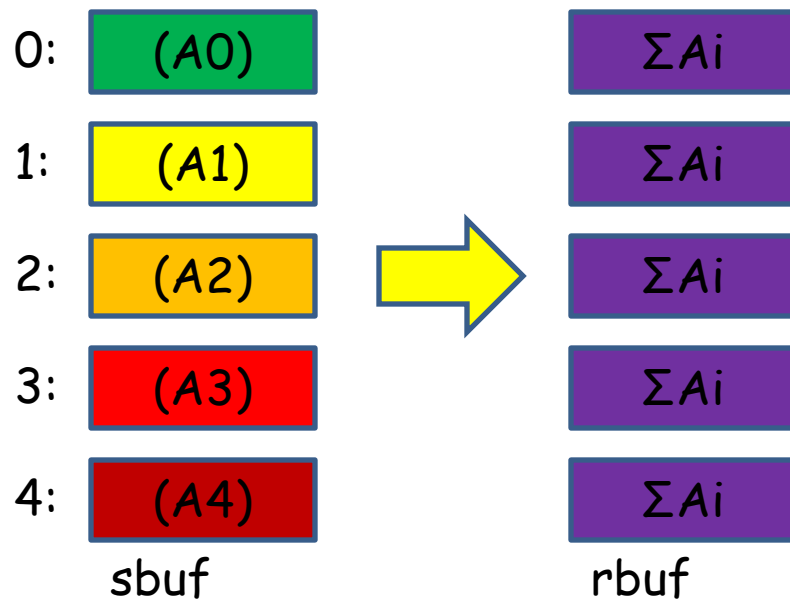 0: (A0) ΣAi
1: (A1) ΣAi
2: (A2) ΣAi
3: (A3) ΣAi
4: (A4) ΣAi
sbuf rbuf